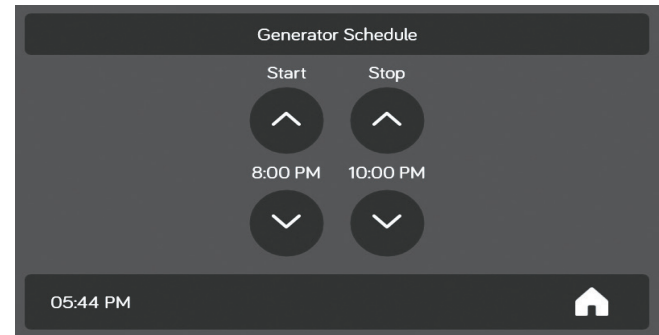 Generator Schedule
Start Stop
8:00 PM 10:00 PM
05:44 PM